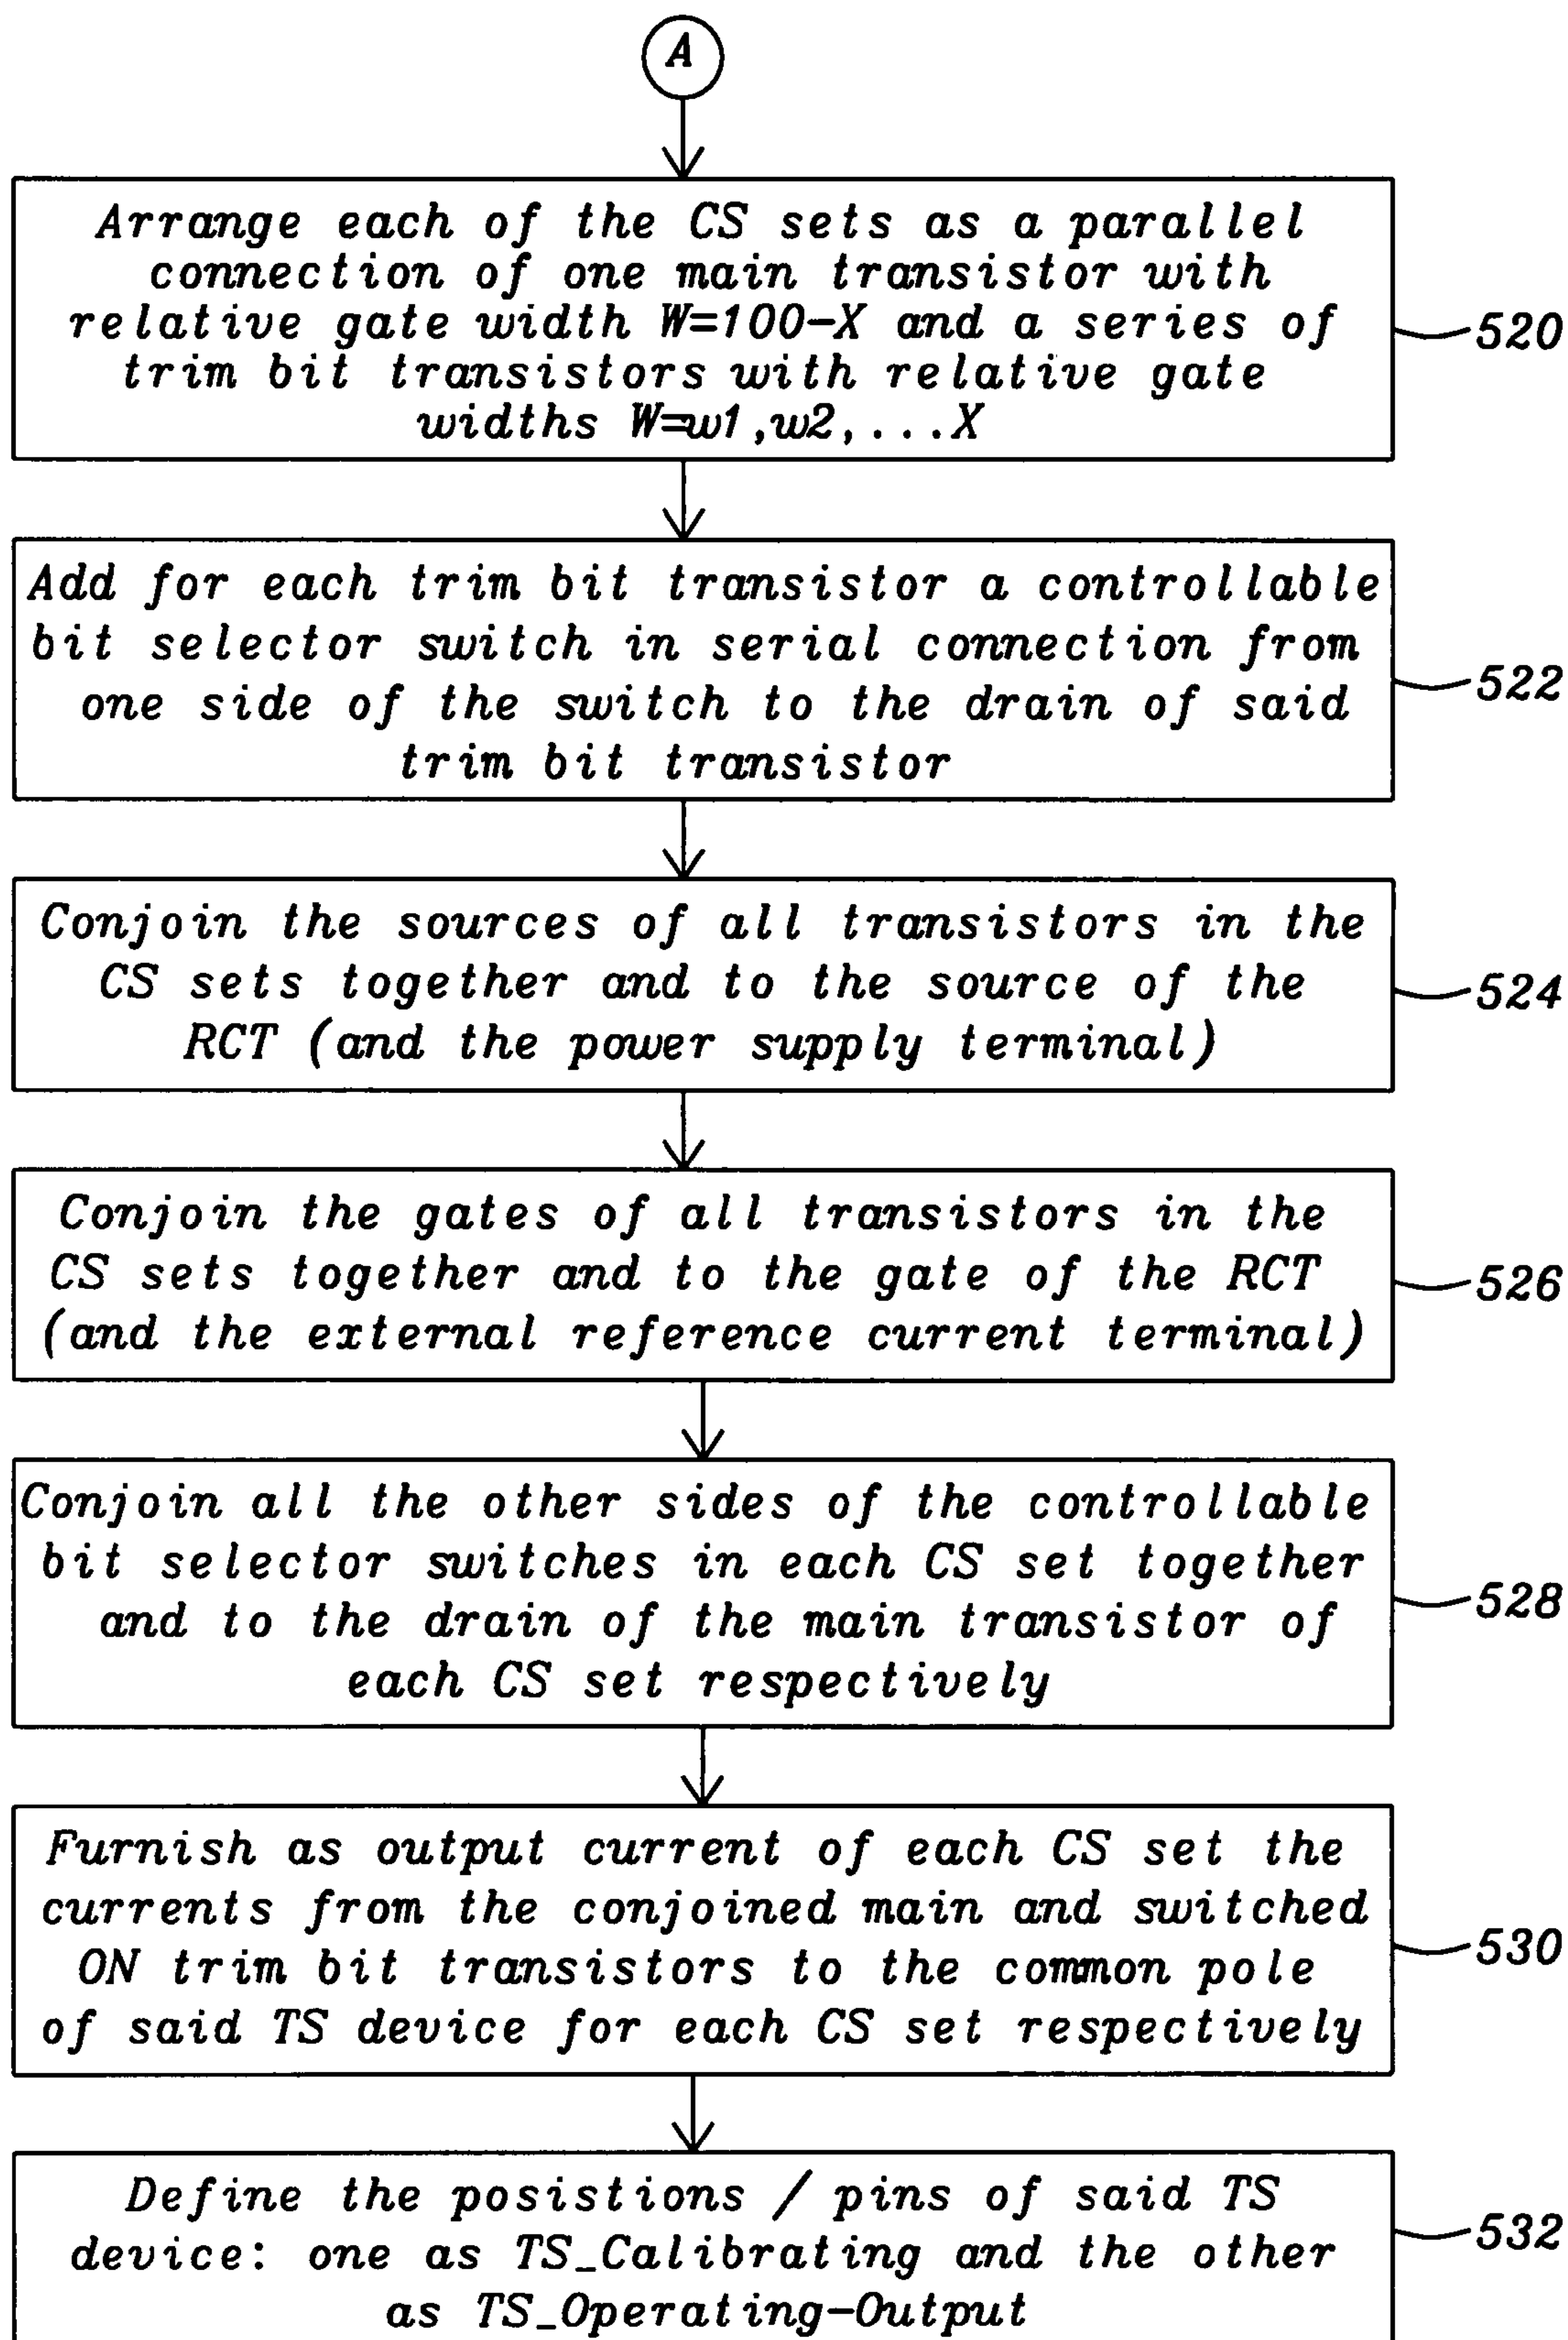 A
Arrange each of the CS sets as a parallel
connection of one main transistor with
relative gate width W=100-X and a series of
trim bit transistors with relative gate
widths W=w1,w2,...X
520
Add for each trim bit transistor a controllable
bit selector switch in serial connection from
one side of the switch to the drain of said
trim bit transistor
522
Conjoin the sources of all transistors in the
CS sets together and to the source of the
RCT (and the power supply terminal)
524
Conjoin the gates of all transistors in the
CS sets together and to the gate of the RCT
(and the external reference current terminal)
526
Conjoin all the other sides of the controllable
bit selector switches in each CS set together
and to the drain of the main transistor of
each CS set respectively
528
Furnish as output current of each CS set the
currents from the conjoined main and switched
ON trim bit transistors to the common pole
of said TS device for each CS set respectively
530
Define the posistions / pins of said TS
device: one as TS_Calibrating and the other
as TS_Operating-Output
532